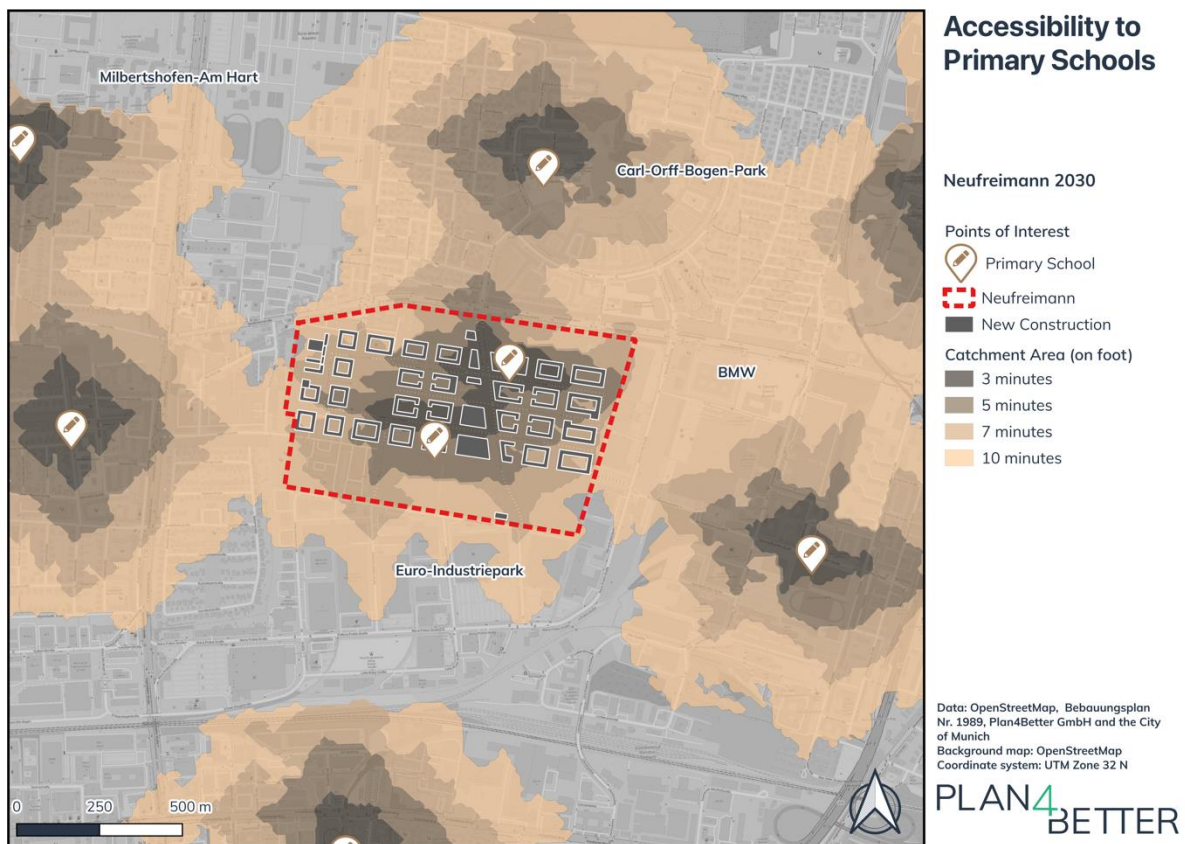 Accessibility to
Primary Schools
Neufreimann 2030
Points of Interest
Primary School
Neufreimann
New Construction
Catchment Area (on foot)
3 minutes
5 minutes
7 minutes
10 minutes
Milbertshofen-Am Hart
Carl-Orff-Bogen-Park
BMW
Euro-Industriepark
0 250 500 m
Data: OpenStreetMap, Bebauungsplan
Nr. 1989, Plan4Better GmbH and the City
of Munich
Background map: OpenStreetMap
Coordinate system: UTM Zone 32 N
PLAN4
BETTER